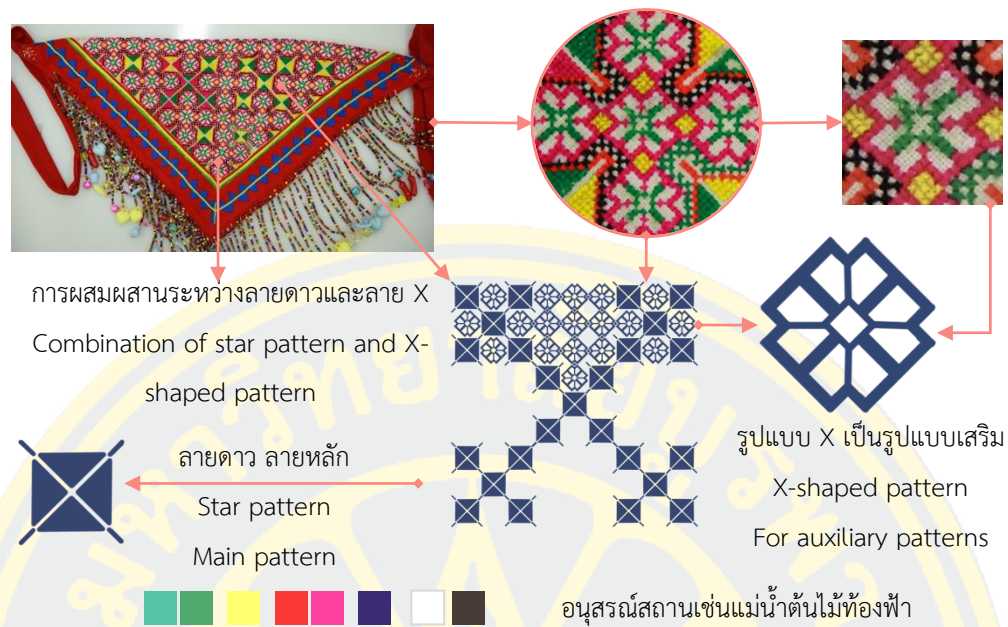 การผสมผสานระหว่างลายดาวและลาย X
Combination of star pattern and X-
shaped pattern
ลายดาว ลายหลัก
Star pattern
Main pattern
รูปแบบ X เป็นรูปแบบเสริม
X-shaped pattern
For auxiliary patterns
อนุสรณ์สถานเช่นแม่น้ำต้นไม้ท้องฟ้า